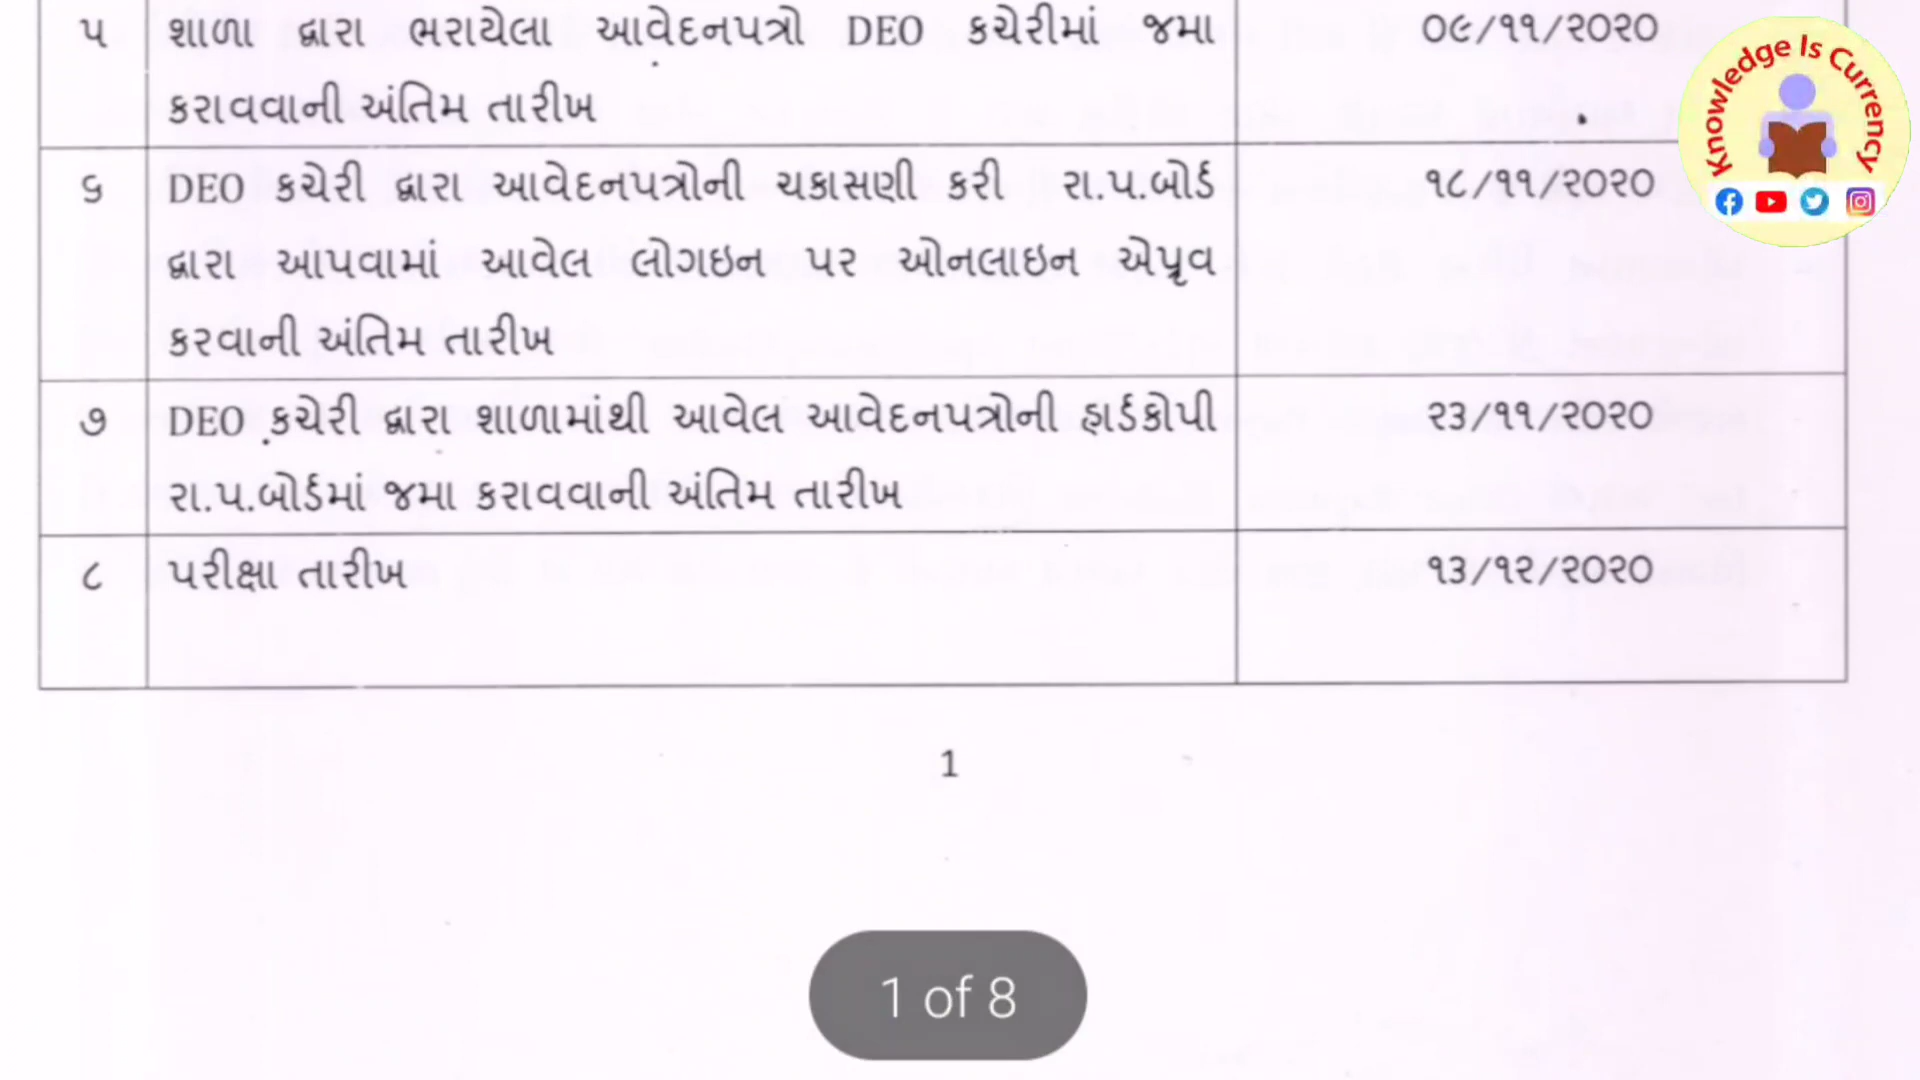 ૫ શાળા દ્વારા ભરાયેલા આવેદનપત્રો DEO કચેરીમાં જમા ૦૯/૧૧/૨૦૨૦
કરાવવાની અંતિમ તારીખ
૬ DEO કચેરી દ્વારા આવેદનપત્રોની ચકાસણી કરી રા.પ.બોર્ડ ૧૮/૧૧/૨૦૨૦
દ્વારા આપવામાં આવેલ લોગઇન પર ઓનલાઇન એપ્રૃવ
કરવાની અંતિમ તારીખ
૭ DEO કચેરી દ્વારા શાળામાંથી આવેલ આવેદનપત્રોની હાર્ડકોપી ૨૩/૧૧/૨૦૨૦
રા.પ.બોર્ડમાં જમા કરાવવાની અંતિમ તારીખ
૮ પરીક્ષા તારીખ ૧૩/૧૨/૨૦૨૦
1
1 of 8
Knowledge Is Currency